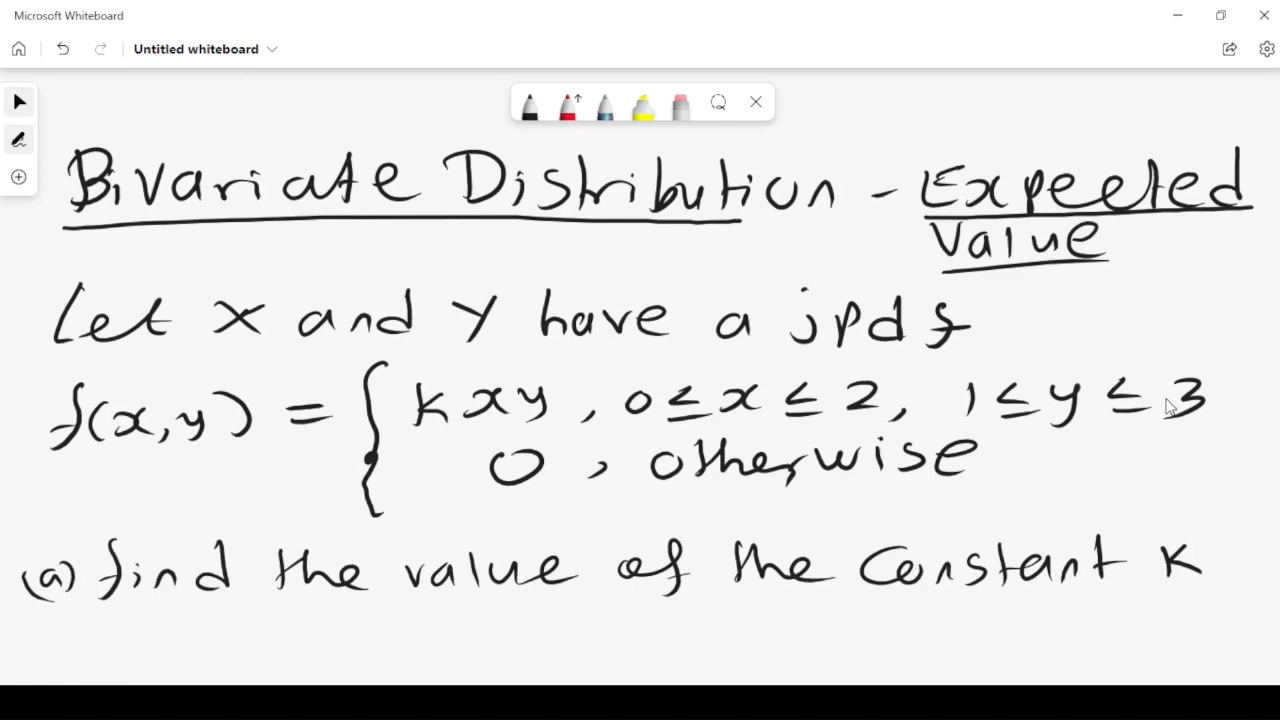 Microsoft Whiteboard
Untitled whiteboard
Bivariate Distribution - Expected
Value
Let X and Y have a jpdf
f(x,y) = { kxy, 0≤x≤2, 1≤y≤3
0, otherwise
(a) find the value of the constant k